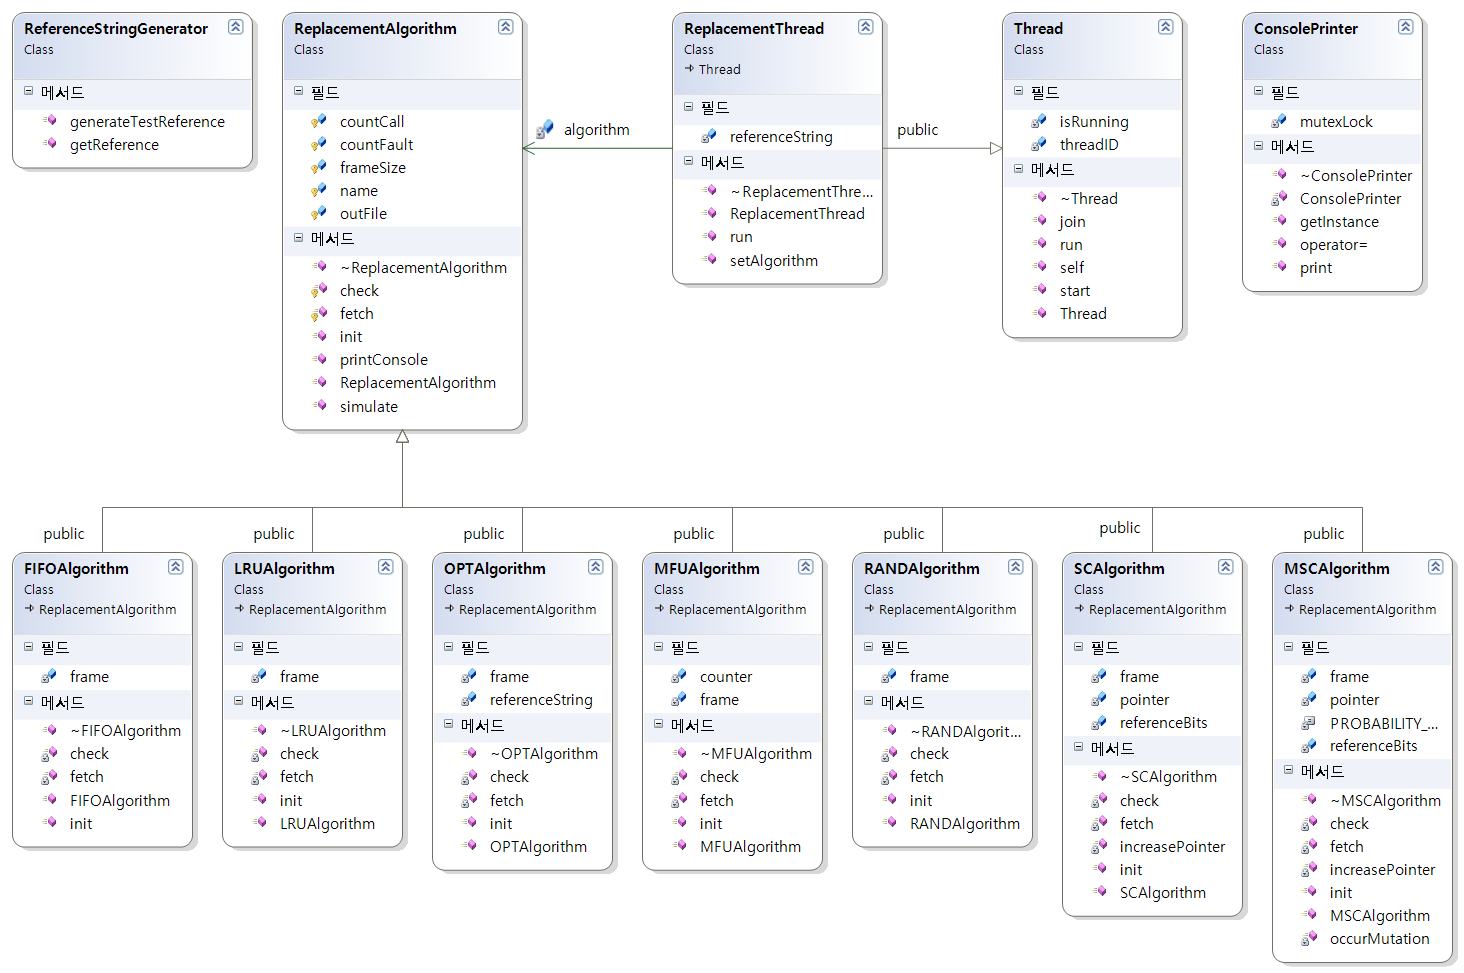 ReferenceStringGenerator
Class
메서드
generateTestReference
getReference
ReplacementAlgorithm
Class
필드
countCall
countFault
frameSize
name
outFile
메서드
~ReplacementAlgorithm
check
fetch
init
printConsole
ReplacementAlgorithm
simulate
algorithm
ReplacementThread
Class
Thread
필드
referenceString
메서드
~ReplacementThre...
ReplacementThread
run
setAlgorithm
public
Thread
Class
필드
isRunning
threadID
메서드
~Thread
join
run
self
start
Thread
ConsolePrinter
Class
필드
mutexLock
메서드
~ConsolePrinter
ConsolePrinter
getInstance
operator=
print
public
FIFOAlgorithm
Class
ReplacementAlgorithm
필드
frame
메서드
~FIFOAlgorithm
check
fetch
FIFOAlgorithm
init
public
LRUAlgorithm
Class
ReplacementAlgorithm
필드
frame
메서드
~LRUAlgorithm
check
fetch
init
LRUAlgorithm
public
OPTAlgorithm
Class
ReplacementAlgorithm
필드
frame
referenceString
메서드
~OPTAlgorithm
check
fetch
init
OPTAlgorithm
public
MFUAlgorithm
Class
ReplacementAlgorithm
필드
counter
frame
메서드
~MFUAlgorithm
check
fetch
init
MFUAlgorithm
public
RANDAlgorithm
Class
ReplacementAlgorithm
필드
frame
메서드
~RANDAlgorit...
check
fetch
init
RANDAlgorithm
public
SCAlgorithm
Class
ReplacementAlgorithm
필드
frame
pointer
referenceBits
메서드
~SCAlgorithm
check
fetch
increasePointer
init
SCAlgorithm
public
MSCAlgorithm
Class
ReplacementAlgorithm
필드
frame
pointer
PROBABILITY_...
referenceBits
메서드
~MSCAlgorithm
check
fetch
increasePointer
init
MSCAlgorithm
occurMutation